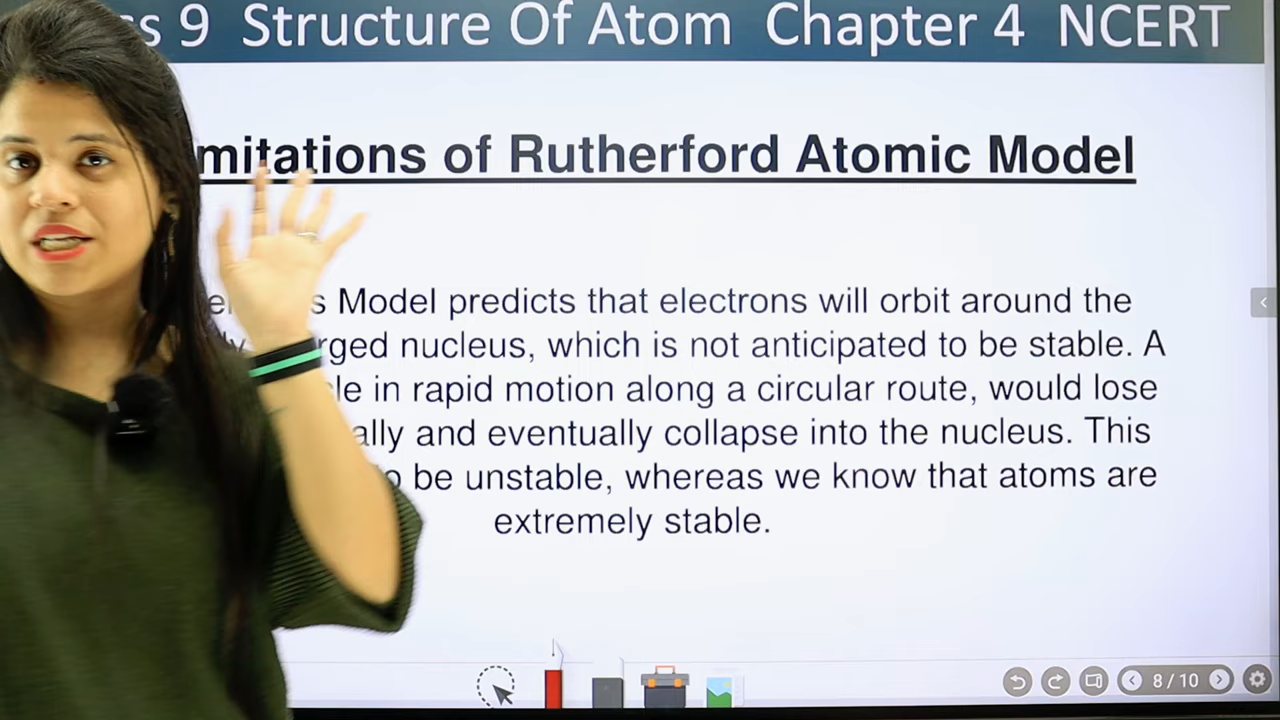 s 9 Structure Of Atom Chapter 4 NCERT
mitations of Rutherford Atomic Model
s Model predicts that electrons will orbit around the
rged nucleus, which is not anticipated to be stable. A
le in rapid motion along a circular route, would lose
ally and eventually collapse into the nucleus. This
o be unstable, whereas we know that atoms are
extremely stable.
8 / 10